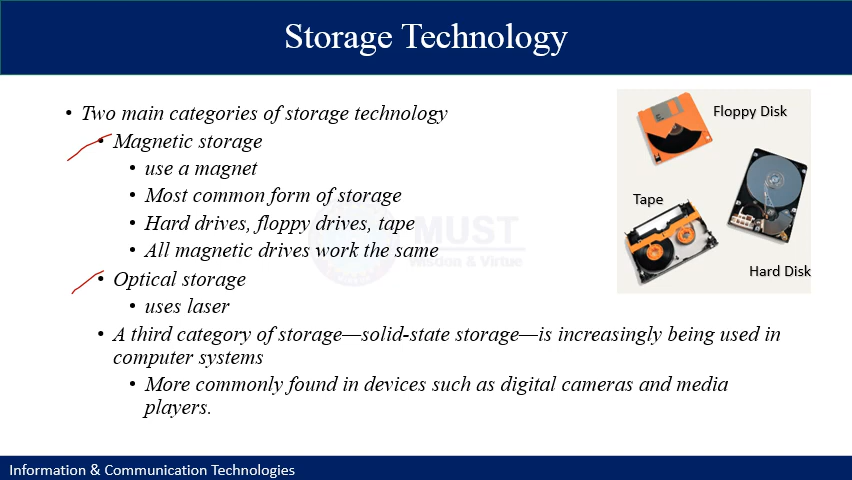 Storage Technology
• Two main categories of storage technology
• Magnetic storage
• use a magnet
• Most common form of storage
• Hard drives, floppy drives, tape
• All magnetic drives work the same
• Optical storage
• uses laser
• A third category of storage—solid-state storage—is increasingly being used in
computer systems
• More commonly found in devices such as digital cameras and media
players.
Floppy Disk
Tape
Hard Disk
MUST
Wisdom & Virtue
Information & Communication Technologies